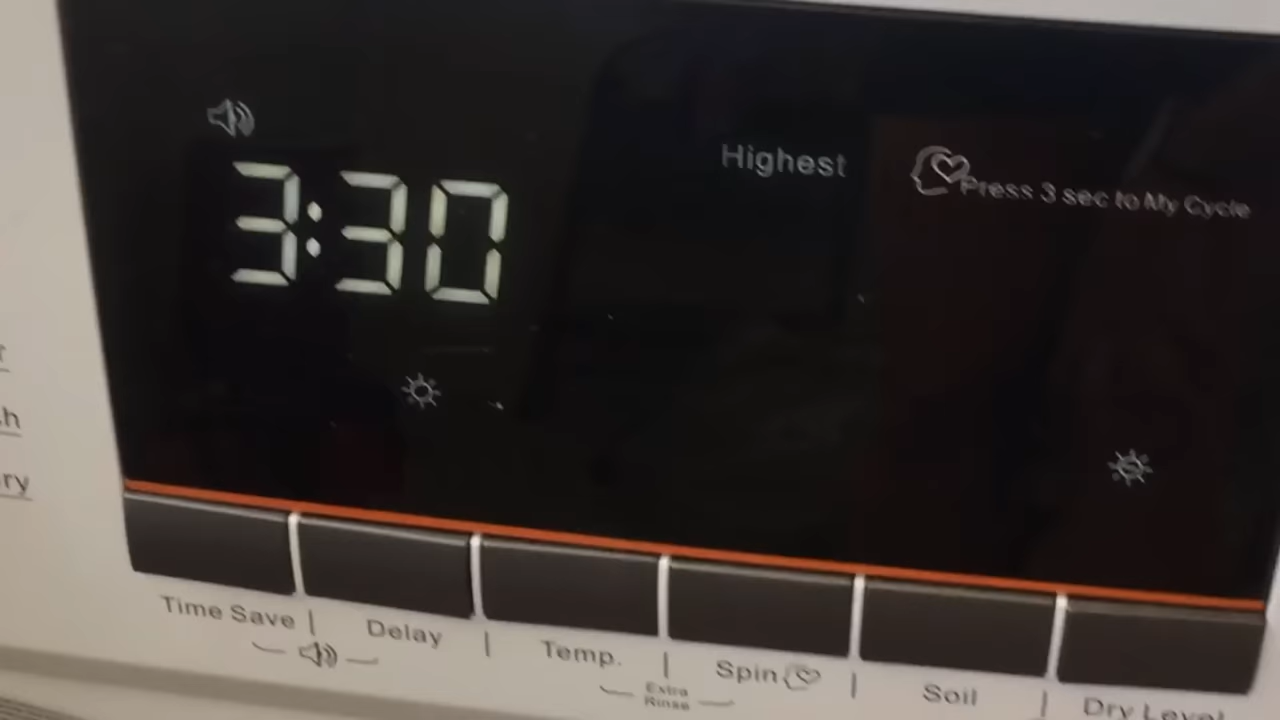 Highest
Press 3 sec to My Cycle
3:30
Time Save | Delay | Temp. | Spin | Soil | Dry Level
Extra
Rinse